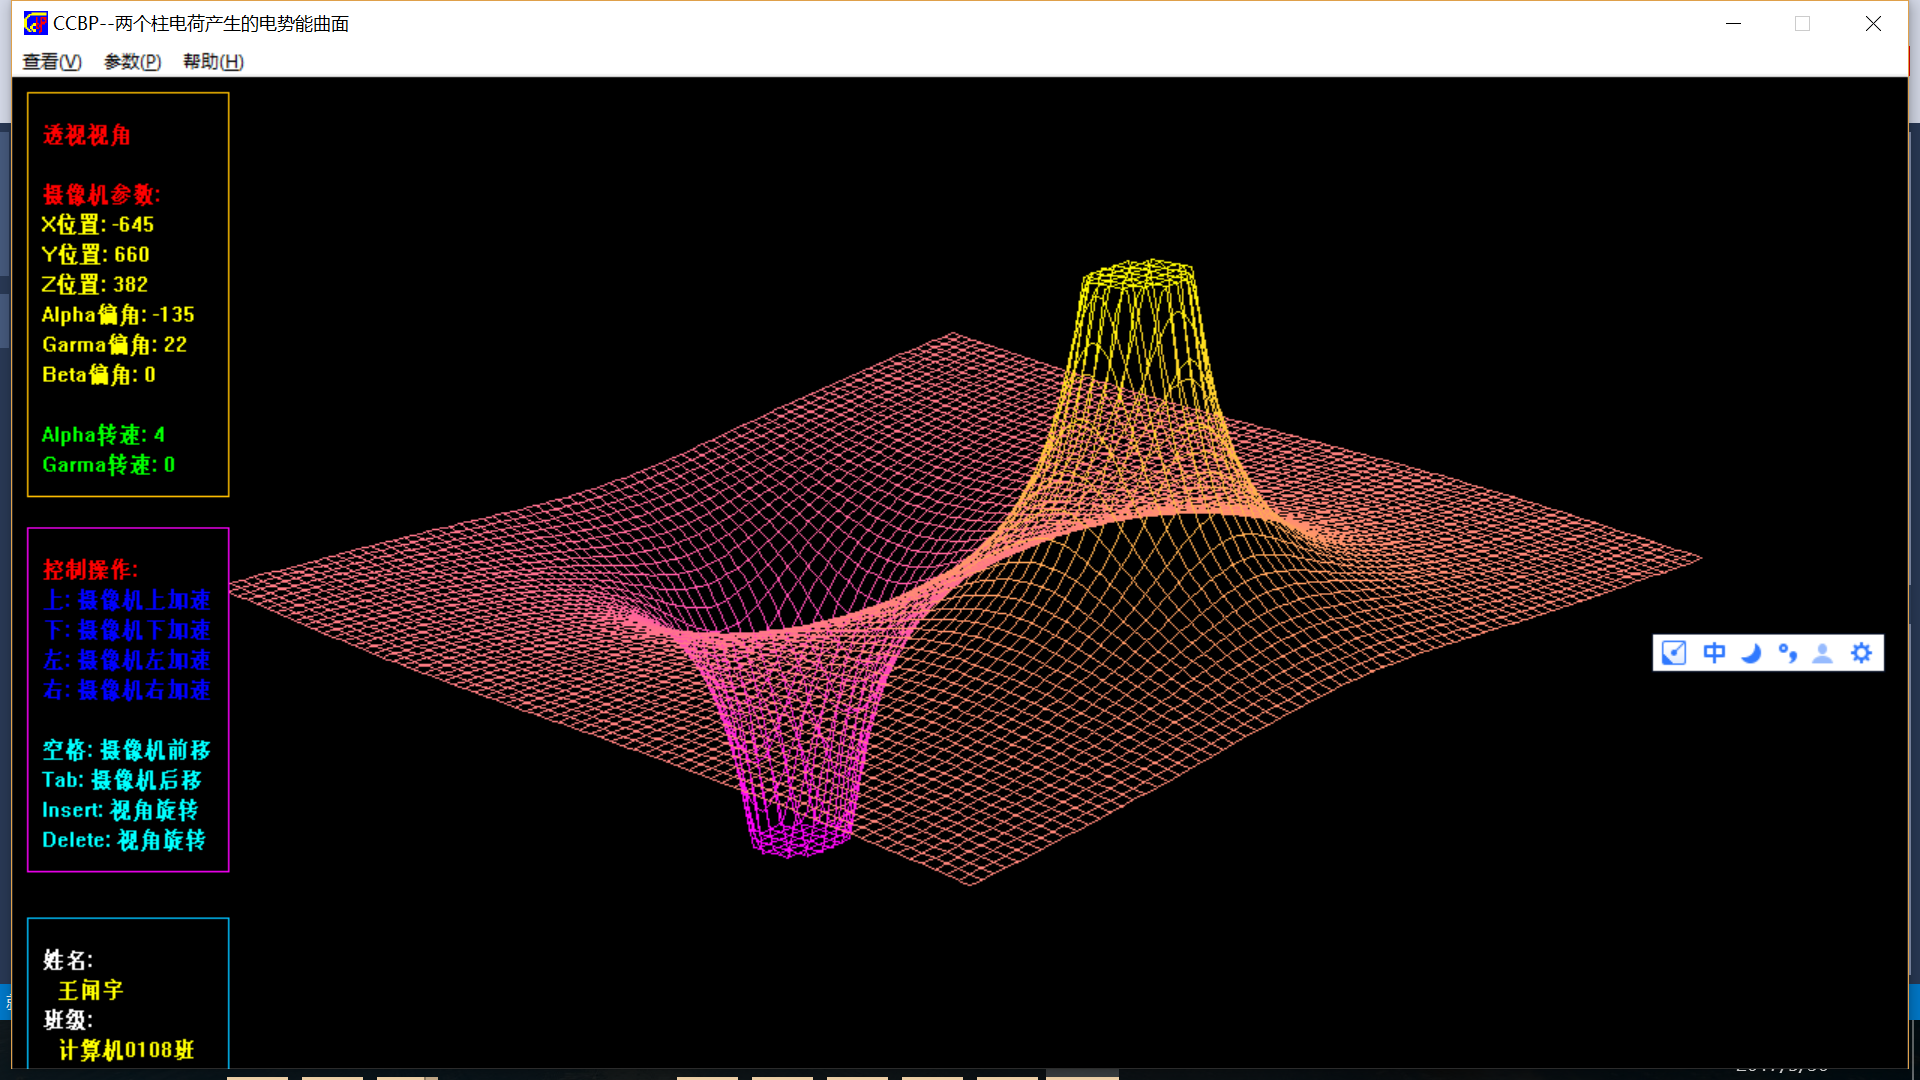 CCBP--两个柱电荷产生的电势能曲面
查看(V) 参数(P) 帮助(H)
透视视角
摄像机参数:
X位置: -645
Y位置: 660
Z位置: 382
Alpha偏角: -135
Garma偏角: 22
Beta偏角: 0
Alpha转速: 4
Garma转速: 0
控制操作:
上: 摄像机上加速
下: 摄像机下加速
左: 摄像机左加速
右: 摄像机右加速
空格: 摄像机前移
Tab: 摄像机后移
Insert: 视角旋转
Delete: 视角旋转
中
姓名:
王闻宇
班级:
计算机0108班